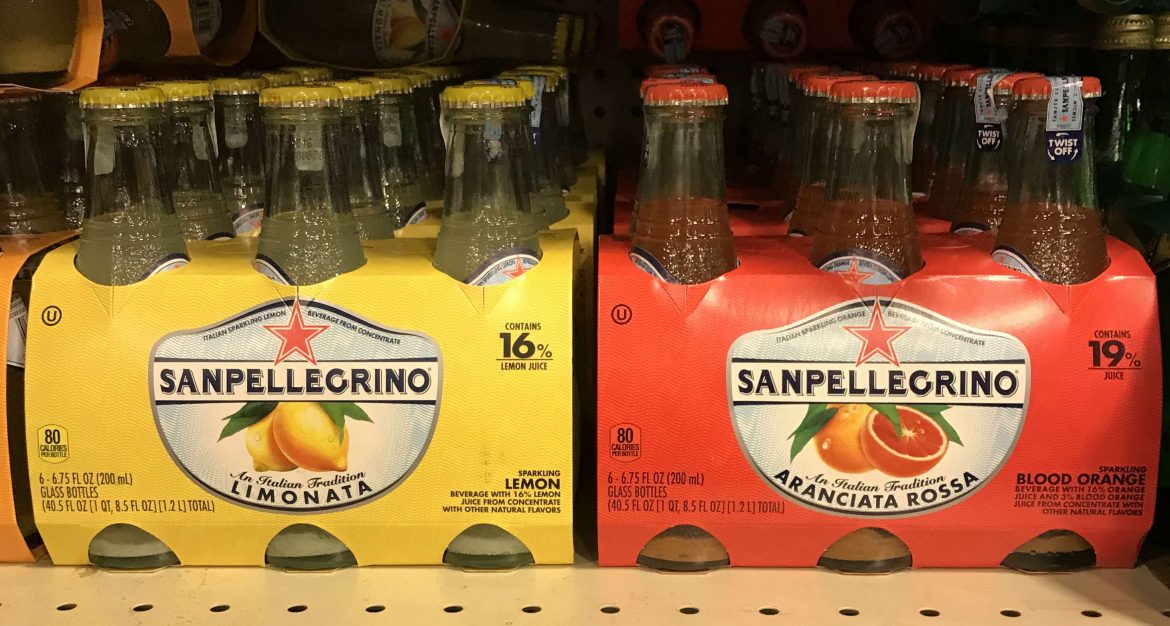 SANPELLEGRINO
TWIST
OFF
TWIST
OFF
U
ITALIAN SPARKLING LEMON BEVERAGE FROM CONCENTRATE
CONTAINS
16%
LEMON JUICE
SANPELLEGRINO
80
CALORIES
PER BOTTLE
An Italian Tradition
LIMONATA
6 - 6.75 FL OZ (200 mL)
GLASS BOTTLES
(40.5 FL OZ [1 QT, 8.5 FL OZ] [1.2 L] TOTAL)
SPARKLING
LEMON
BEVERAGE WITH 16% LEMON
JUICE FROM CONCENTRATE
WITH OTHER NATURAL FLAVORS
U
ITALIAN SPARKLING ORANGE BEVERAGE FROM CONCENTRATE
CONTAINS
19%
JUICE
SANPELLEGRINO
80
CALORIES
PER BOTTLE
An Italian Tradition
ARANCIATA ROSSA
6 - 6.75 FL OZ (200 mL)
GLASS BOTTLES
(40.5 FL OZ [1 QT, 8.5 FL OZ] [1.2 L] TOTAL)
SPARKLING
BLOOD ORANGE
BEVERAGE WITH 16% ORANGE
JUICE AND 3% BLOOD ORANGE
JUICE FROM CONCENTRATE WITH
OTHER NATURAL FLAVORS